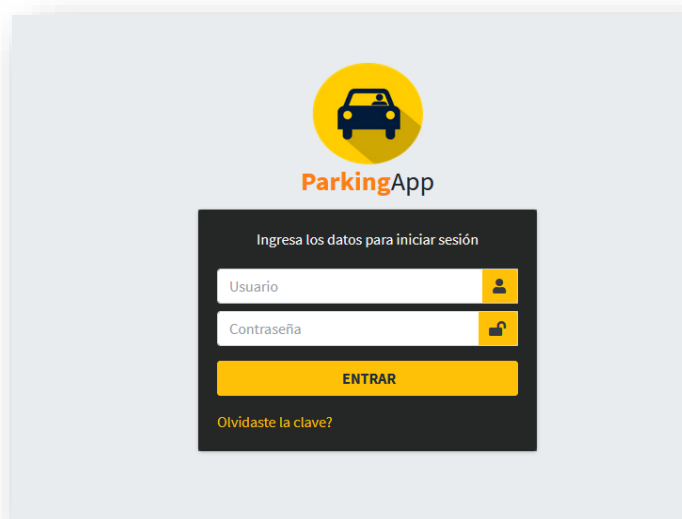 ParkingApp
Ingresa los datos para iniciar sesión
Usuario
Contraseña
ENTRAR
Olvidaste la clave?